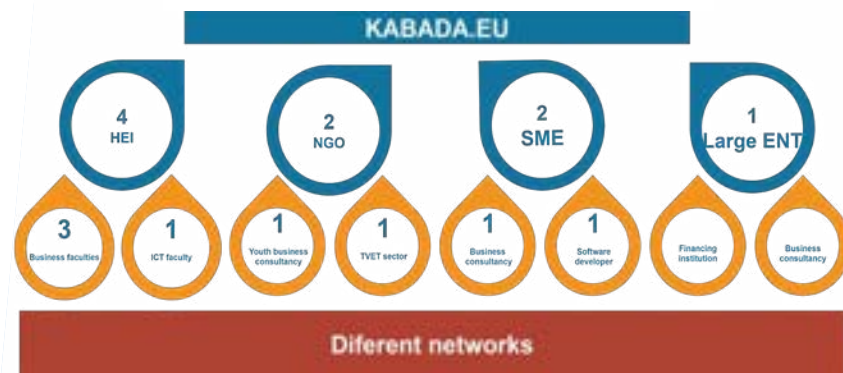 KABADA.EU
4
HEI
2
NGO
2
SME
1
Large ENT
3
Business faculties
1
ICT faculty
1
Youth business
consultancy
1
TVET sector
1
Business
consultancy
1
Software
developer
Financing
institution
Business
consultancy
Diferent networks